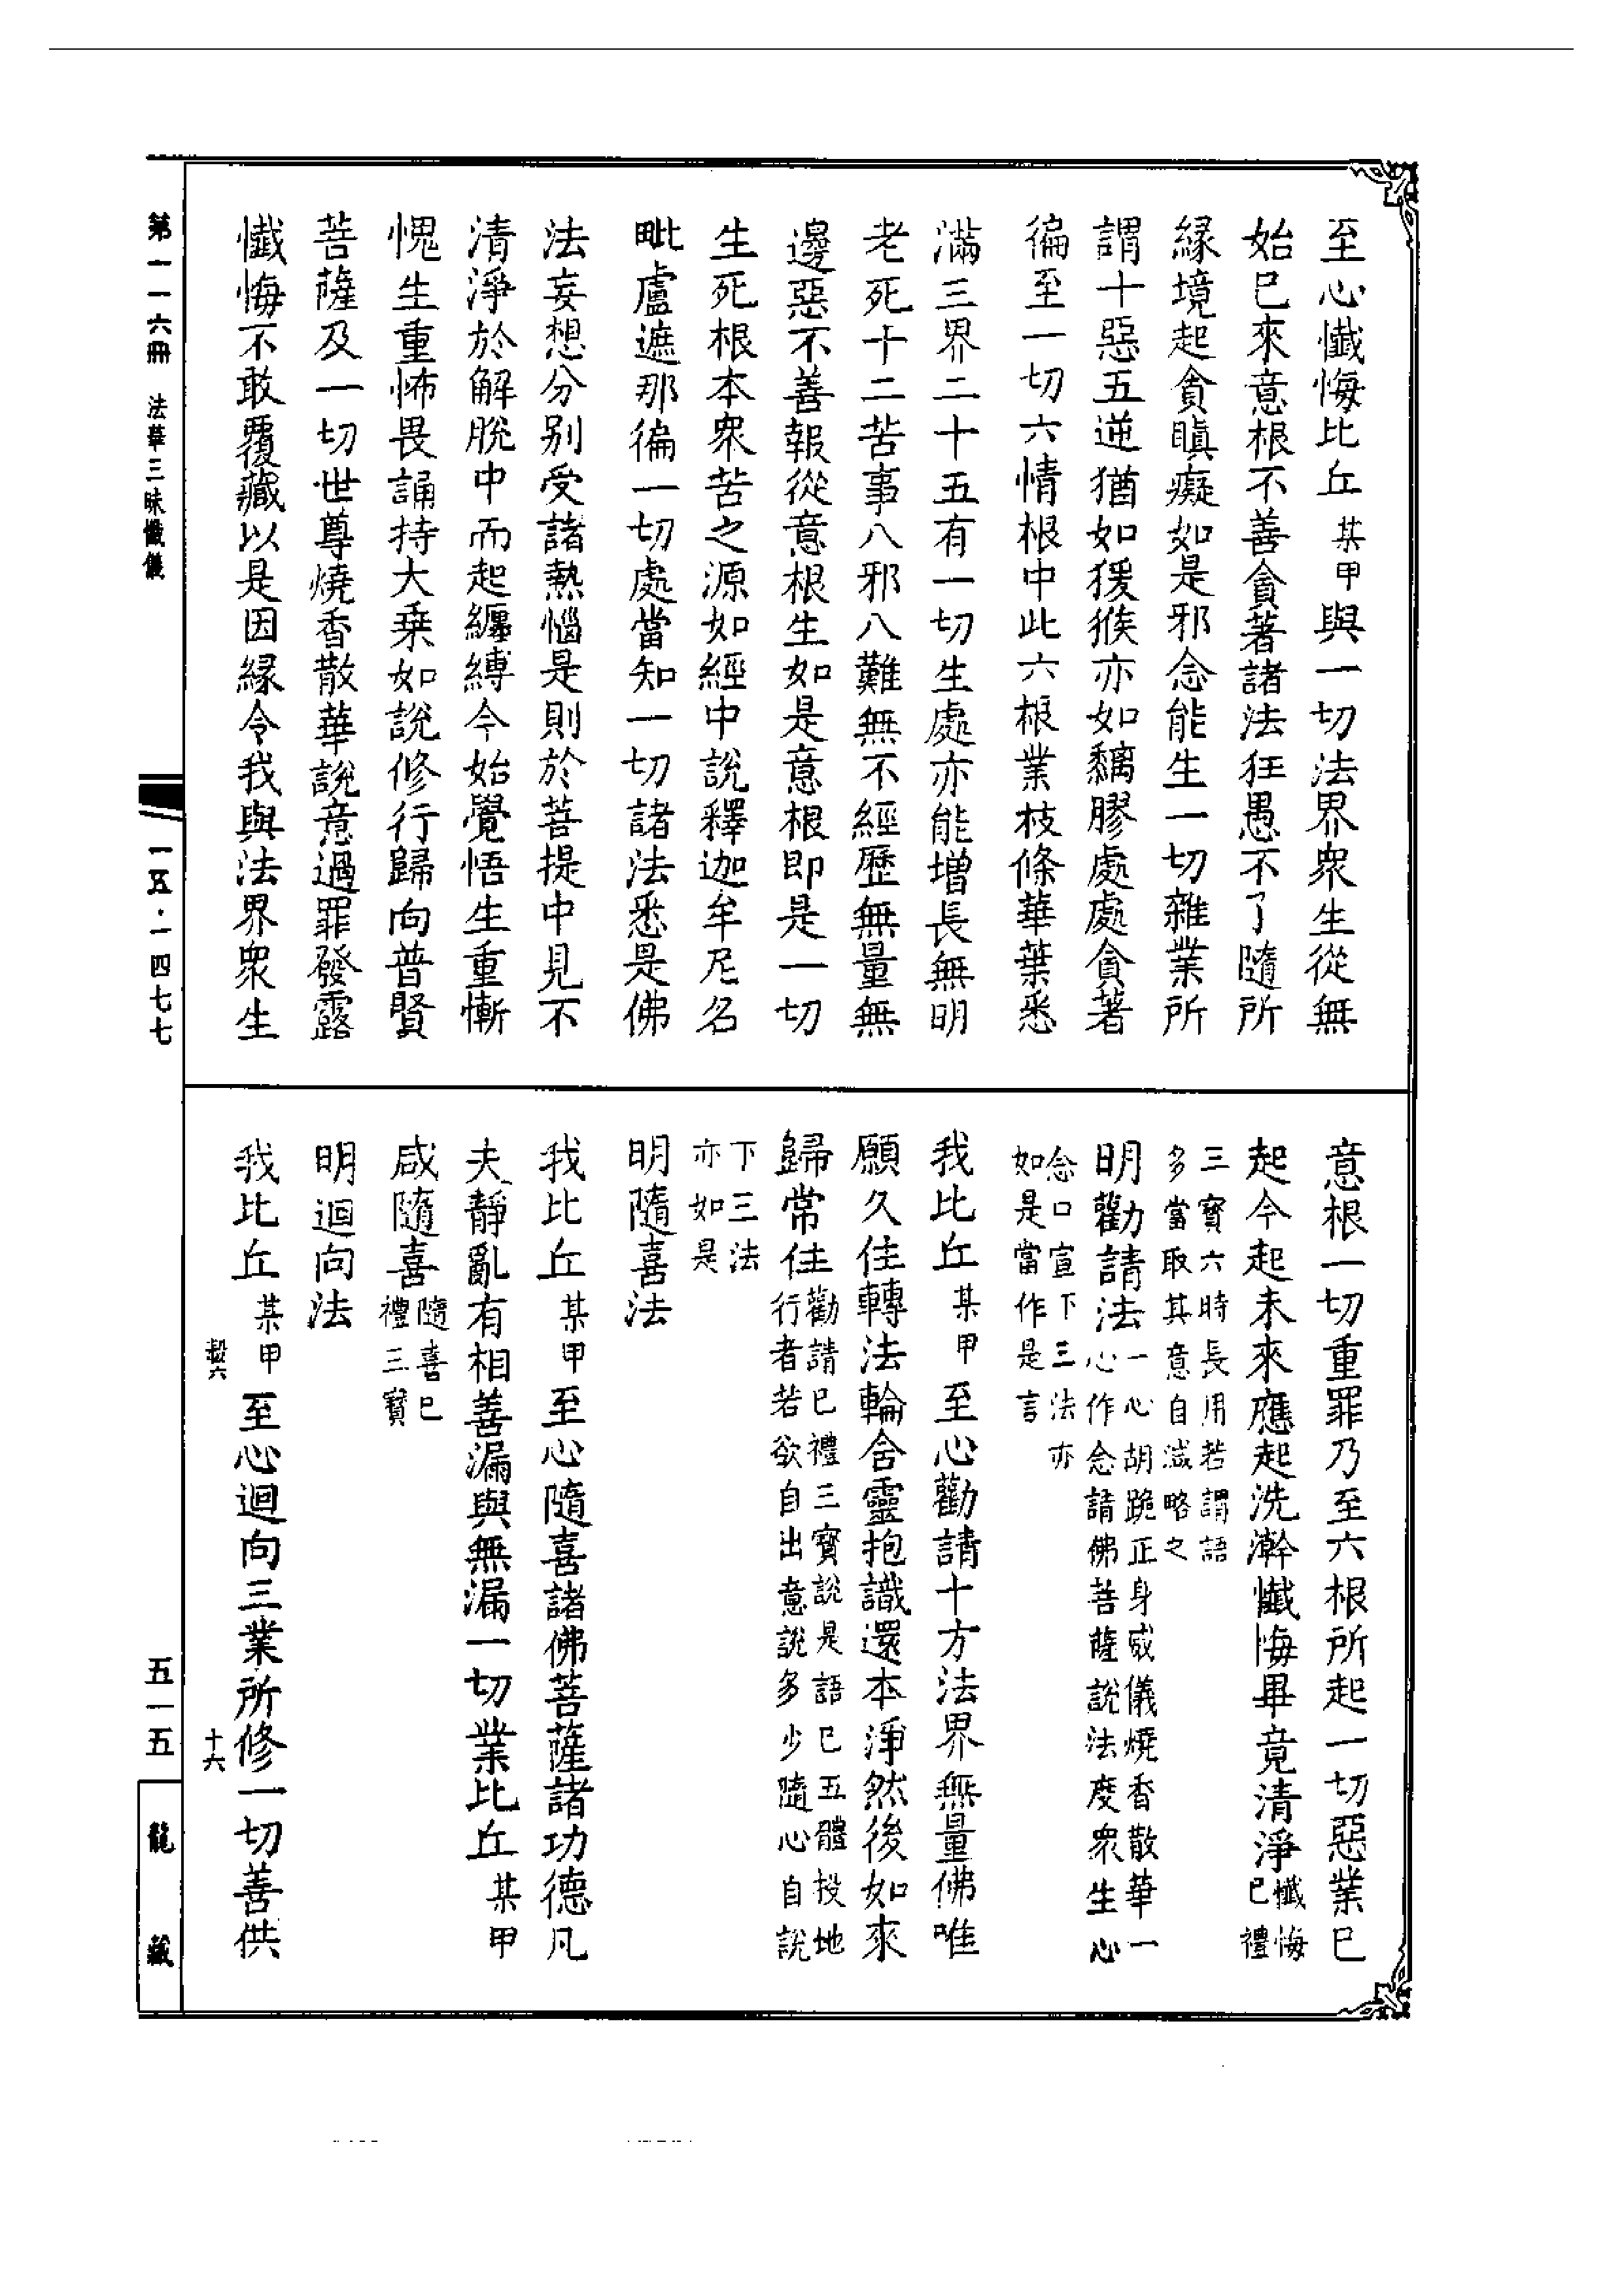 至心懺悔比丘某甲與一切法界眾生從無
始已來意根不善貪著諸法狂愚不了隨所
緣境起貪瞋癡如是邪念能生一切雜業所
謂十惡五逆猶如猨猴亦如黐膠處處貪著
徧至一切六情根中此六根業枝條華葉悉
滿三界二十五有一切生處亦能增長無明
老死十二苦事八邪八難無不經歷無量無
邊惡不善報從意根生如是意根即是一切
生死根本眾苦之源如經中說釋迦牟尼名
毗盧遮那徧一切處當知一切諸法悉是佛
法妄想分別受諸熱惱是則於菩提中見不
清淨於解脫中而起纏縛今始覺悟生重慚
愧生重怖畏誦持大乘如說修行歸向普賢
菩薩及一切世尊燒香散華說意過罪發露
懺悔不敢覆藏以是因緣令我與法界眾生
意根一切重罪乃至六根所起一切惡業已
起今起未來應起洗澣懺悔畢竟清淨懺悔已禮
三寶六時長用若謂語
多當取其意自減略之
明勸請法一心胡跪正身威儀燒香散華一
心作念請佛菩薩說法度眾生心
念口宣下三法亦
如是當作是言
我比丘某甲至心勸請十方法界無量佛唯
願久住轉法輪含靈抱識還本淨然後如來
歸常住勸請已禮三寶說是語已五體投地
行者若欲自出意說多少隨心自說
下三法
亦如是
明隨喜法
我比丘某甲至心隨喜諸佛菩薩諸功德凡
夫靜亂有相善漏與無漏一切業比丘某甲
咸隨喜隨喜已
禮三寶
明迴向法
我比丘某甲至心迴向三業所修一切善供
十六
第一一六冊 法華三昧懺儀
一五·一四七七
五一五
龍藏